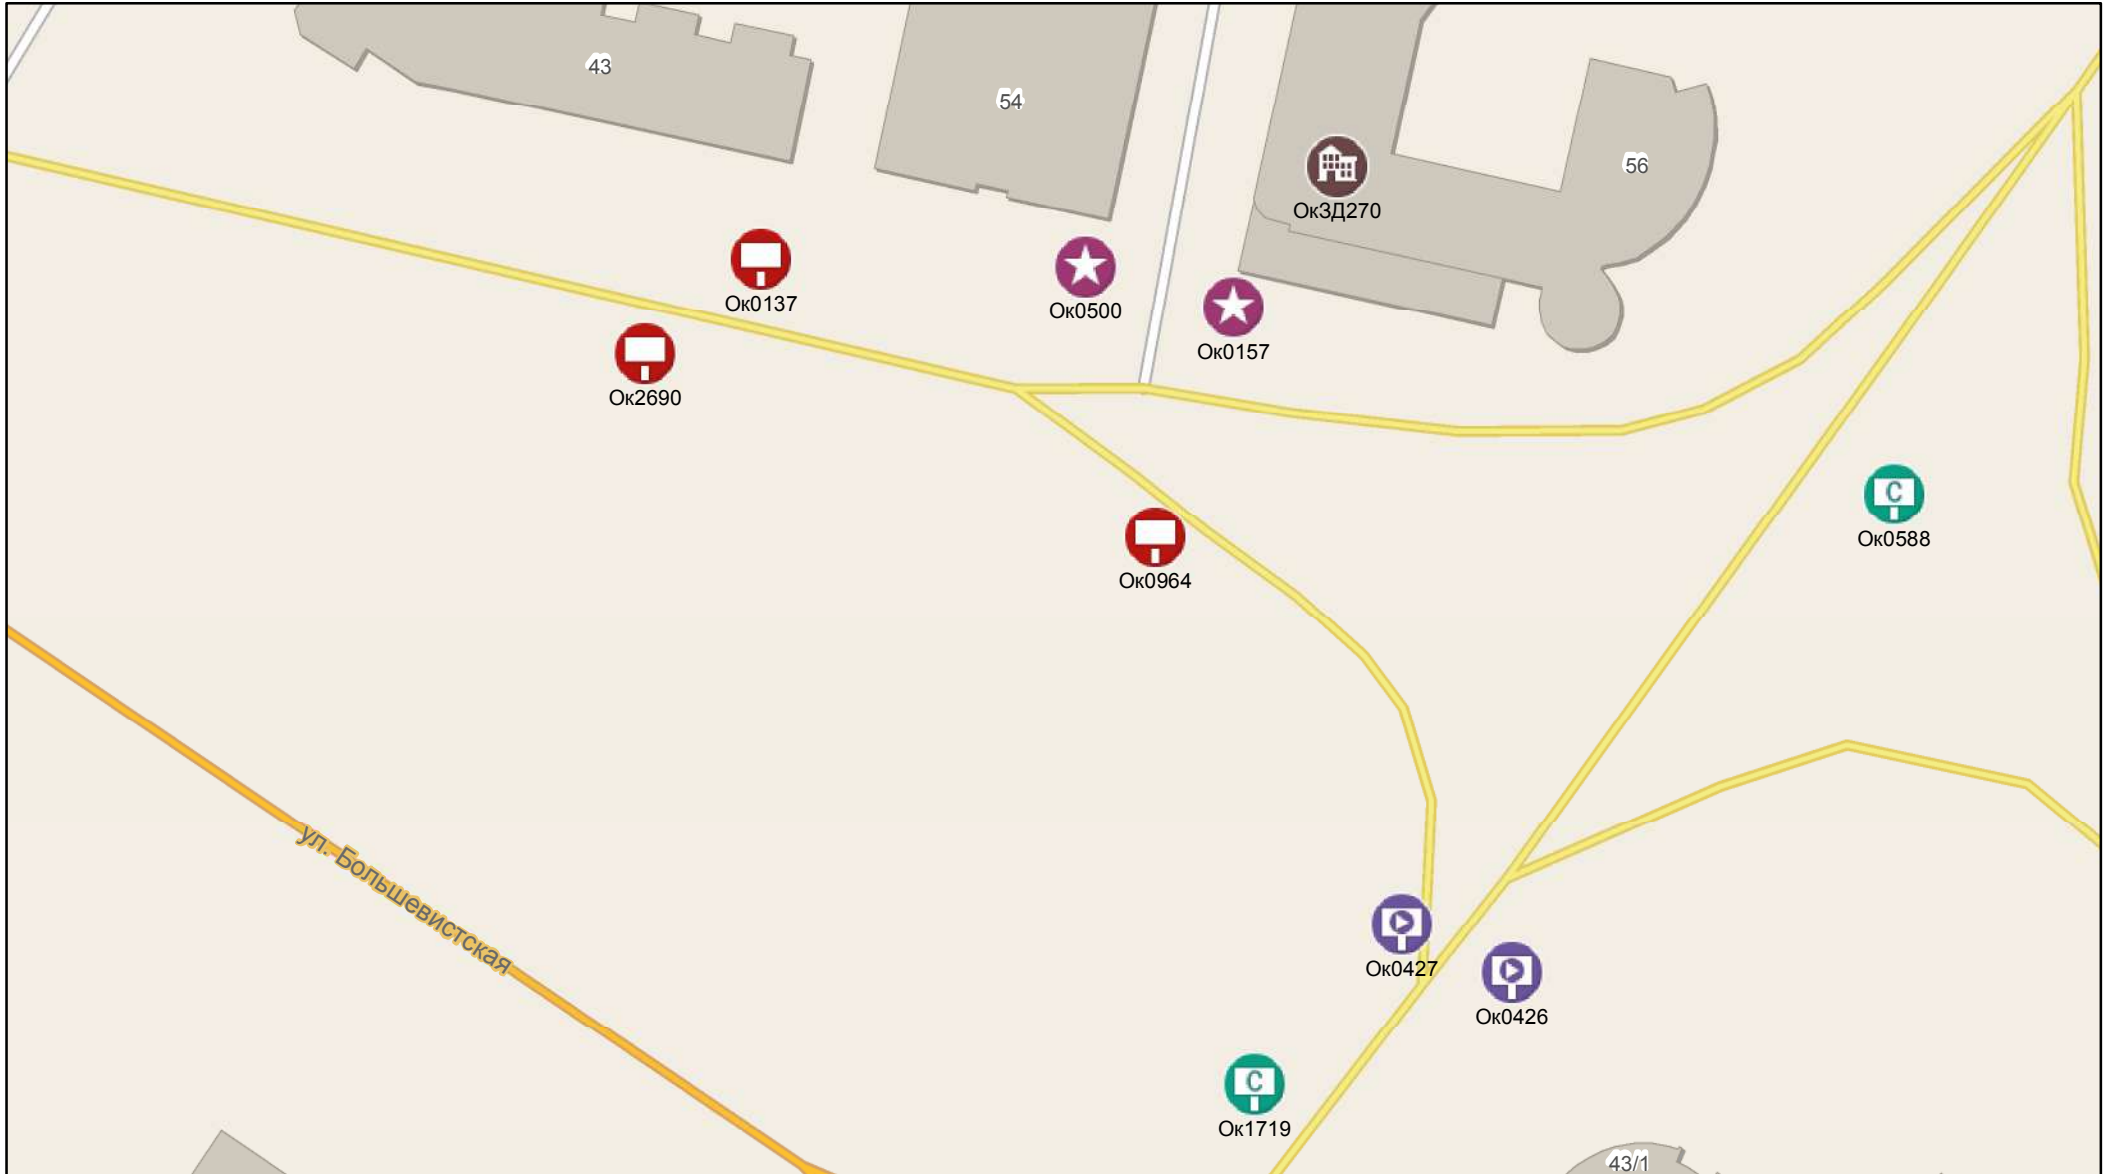 43
54
56
ОкЗД270
Ок0137
Ок0500
Ок0157
Ок2690
С
Ок0588
Ок0964
ул. Большевистская
Ок0427
Ок0426
С
Ок1719
43/1